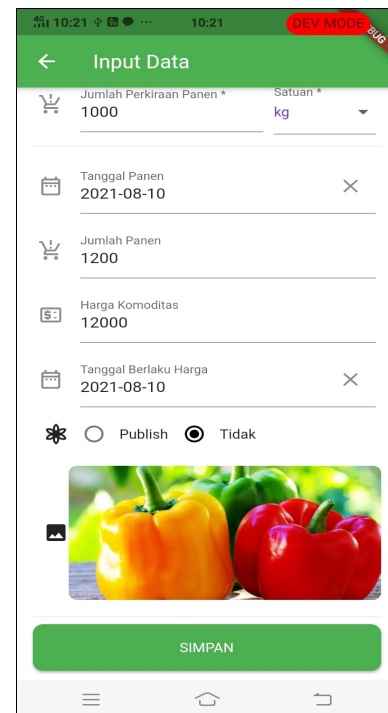 4G 10:21 ··· 10:21 DEV MODE
BUG
Input Data
Jumlah Perkiraan Panen * Satuan *
1000 kg
Tanggal Panen
2021-08-10
Jumlah Panen
1200
Harga Komoditas
12000
Tanggal Berlaku Harga
2021-08-10
Publish Tidak
SIMPAN